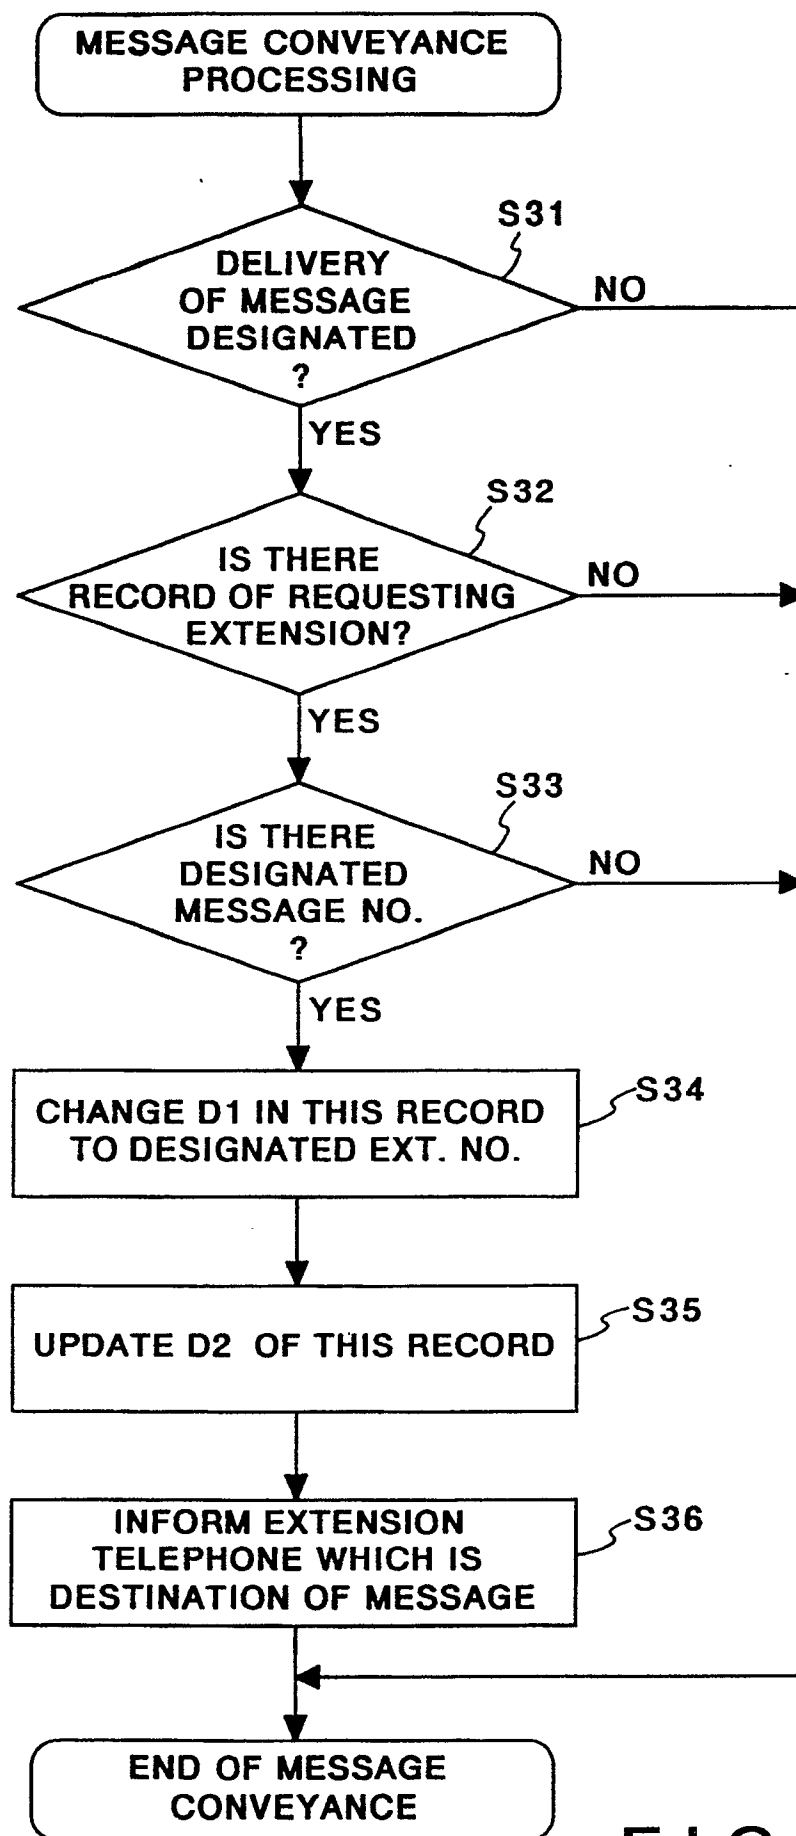 MESSAGE CONVEYANCE
PROCESSING
S31
DELIVERY
OF MESSAGE
DESIGNATED
?
NO
YES
S32
IS THERE
RECORD OF REQUESTING
EXTENSION?
NO
YES
S33
IS THERE
DESIGNATED
MESSAGE NO.
?
NO
YES
S34
CHANGE D1 IN THIS RECORD
TO DESIGNATED EXT. NO.
S35
UPDATE D2 OF THIS RECORD
S36
INFORM EXTENSION
TELEPHONE WHICH IS
DESTINATION OF MESSAGE
END OF MESSAGE
CONVEYANCE